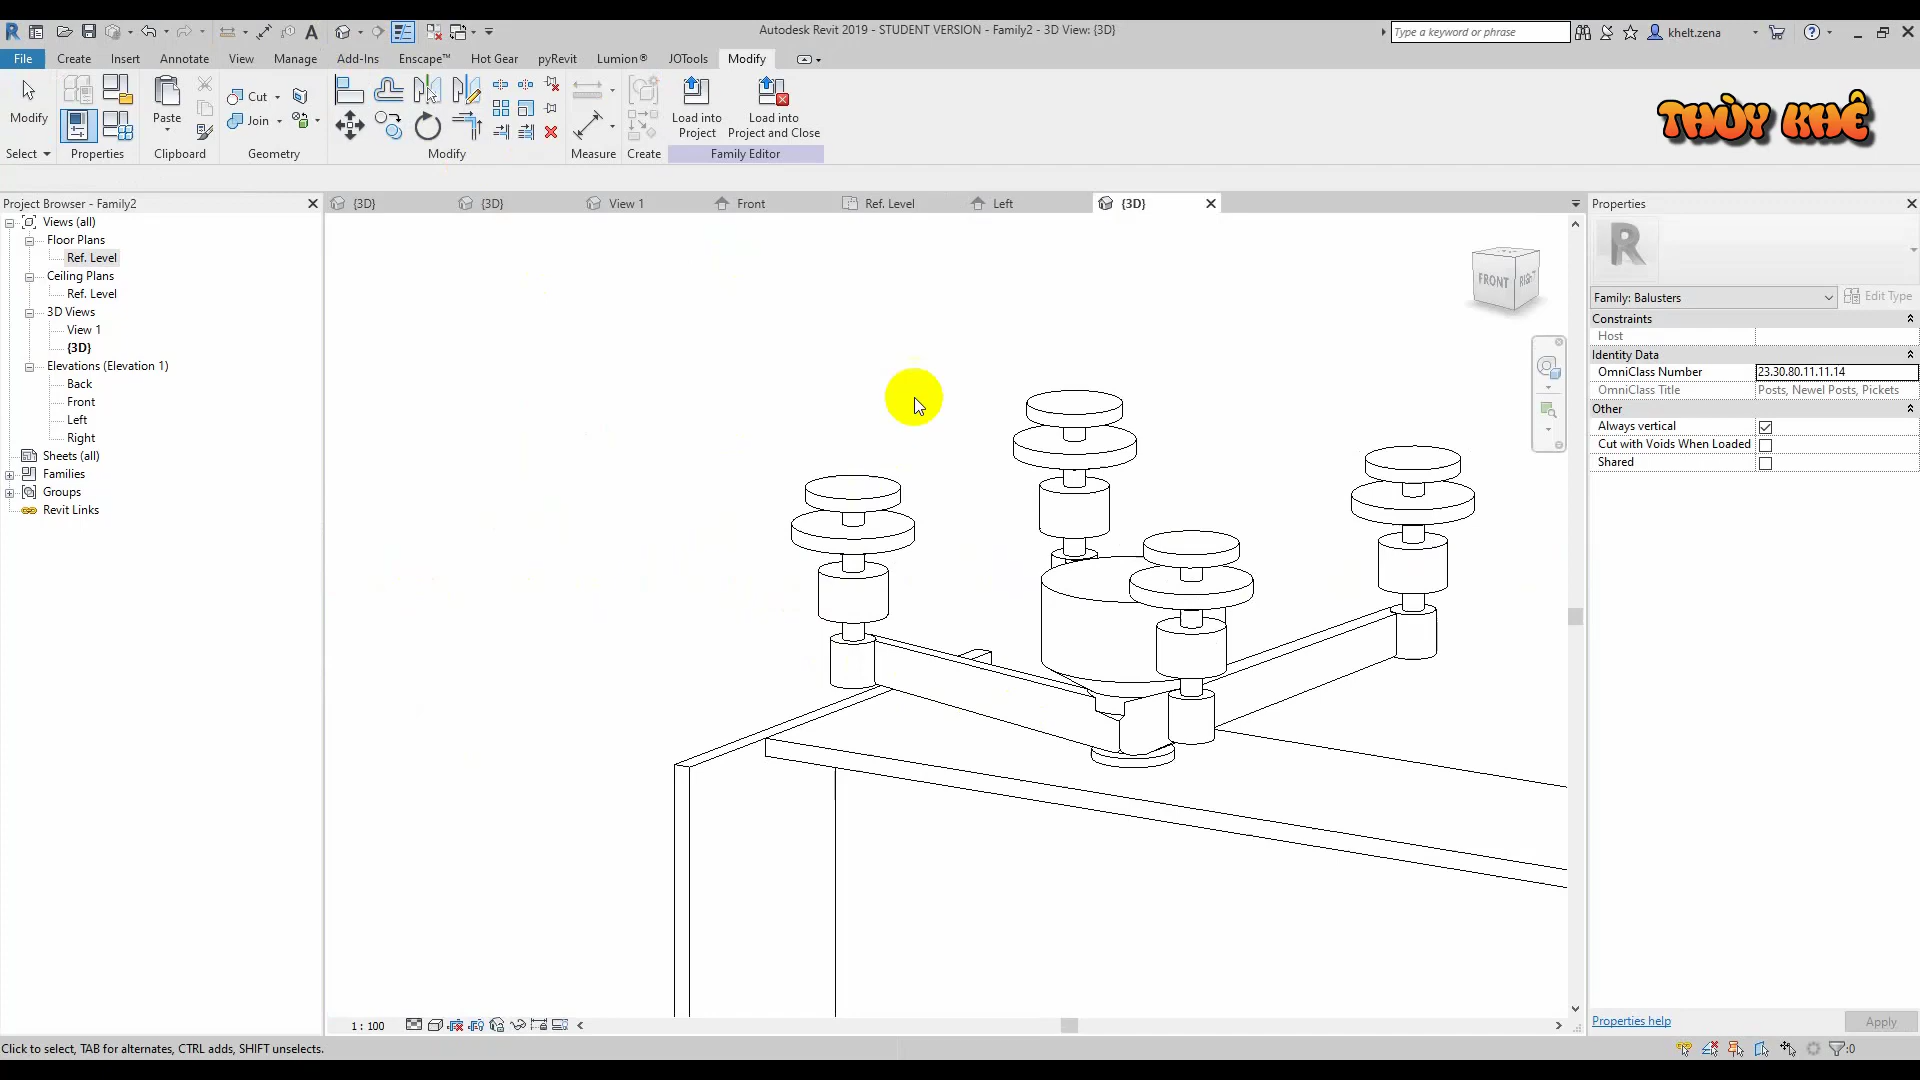 Autodesk Revit 2019 - STUDENT VERSION - Family2 - 3D View: {3D}
Type a keyword or phrase
khelt.zena
File
Create
Insert
Annotate
View
Manage
Add-Ins
Enscape™
Hot Gear
pyRevit
Lumion®
JOTools
Modify
Modify
Paste
Cut
Join
Load into
Project
Load into
Project and Close
Select
Properties
Clipboard
Geometry
Modify
Measure
Create
Family Editor
THÙY KHÊ
Project Browser - Family2
{3D}
{3D}
View 1
Front
Ref. Level
Left
{3D}
Properties
Views (all)
Floor Plans
Ref. Level
Ceiling Plans
Ref. Level
3D Views
View 1
{3D}
Elevations (Elevation 1)
Back
Front
Left
Right
Sheets (all)
Families
Groups
Revit Links
FRONT
RIGHT
Family: Balusters
Edit Type
Constraints
Host
Identity Data
OmniClass Number
23.30.80.11.11.14
OmniClass Title
Posts, Newel Posts, Pickets
Other
Always vertical
Cut with Voids When Loaded
Shared
Properties help
Apply
1 : 100
Click to select, TAB for alternates, CTRL adds, SHIFT unselects.
:0